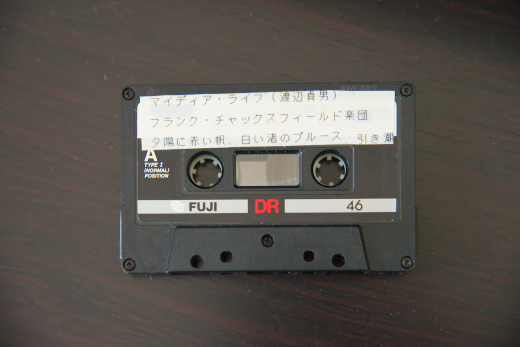 マイディア・ライフ(渡辺貞男)
フランク・チャックスフィールド楽団
夕陽に赤い帆、白い渚のブルース 引き潮
A
TYPE I
(NORMAL)
POSITION
FUJI
DR
46